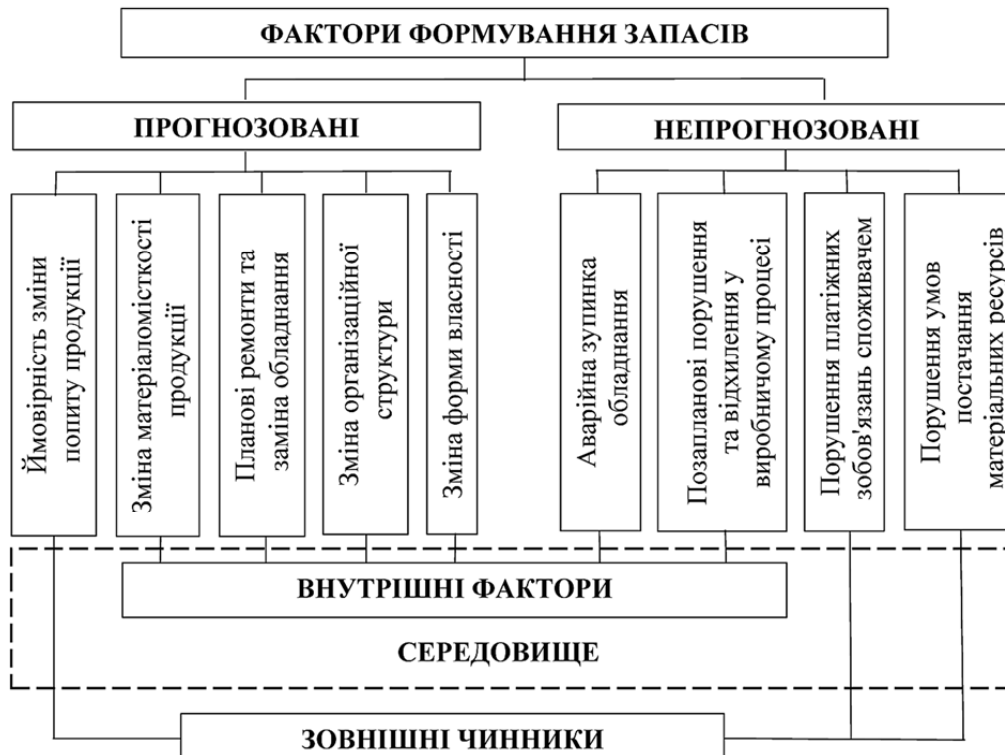 ФАКТОРИ ФОРМУВАННЯ ЗАПАСІВ
ПРОГНОЗОВАНІ
НЕПРОГНОЗОВАНІ
Ймовірність зміни
попиту продукції
Зміна матеріаломісткості
продукції
Планові ремонти та
заміна обладнання
Зміна організаційної
структури
Зміна форми власності
Аварійна зупинка
обладнання
Позапланові порушення
та відхилення у
виробничому процесі
Порушення платіжних
зобов'язань споживачем
Порушення умов
постачання
матеріальних ресурсів
ВНУТРІШНІ ФАКТОРИ
СЕРЕДОВИЩЕ
ЗОВНІШНІ ЧИННИКИ